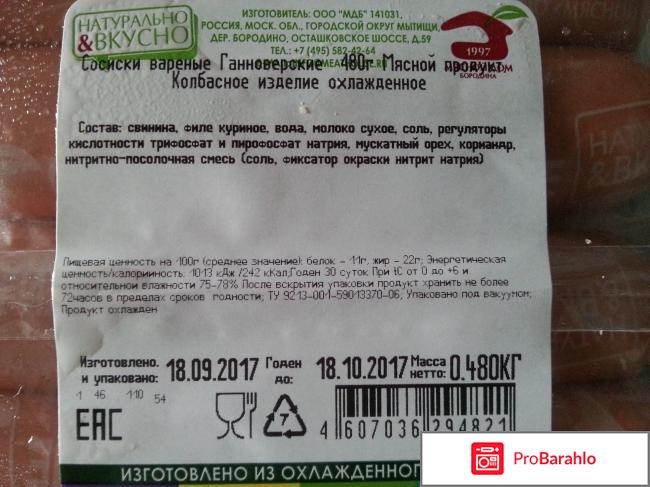 НАТУРАЛЬНО
&ВКУСНО
ИЗГОТОВИТЕЛЬ: ООО "МДБ" 141031,
РОССИЯ, МОСК. ОБЛ., ГОРОДСКОЙ ОКРУГ МЫТИЩИ,
ДЕР. БОРОДИНО, ОСТАШКОВСКОЕ ШОССЕ, Д.59
ТЕЛ.: +7 (495) 582-42-64
1997
БОРОДИНА
Сосиски вареные Ганноверские 480г Мясной продукт
Колбасное изделие охлажденное
Состав: свинина, филе куриное, вода, молоко сухое, соль, регуляторы
кислотности трифосфат и пирофосфат натрия, мускатный орех, кориандр,
нитритно-посолочная смесь (соль, фиксатор окраски нитрит натрия)
Пищевая ценность на 100г (среднее значение): белок - 11г, жир - 22г; Энергетическая
ценность/калорийность: 1013 кДж /242 кКал;Годен 30 суток При tC от 0 до +6 и
относительной влажности 75-78% После вскрытия упаковки продукт хранить не более
72часов в пределах сроков годности; ТУ 9213-001-59013370-06; Упаковано под вакуумом;
Продукт охлажден
Изготовлено. и упаковано: 18.09.2017 Годен до: 18.10.2017 Масса нетто: 0.480КГ
1 46 110 54
EAC
7
4 607036 294821
ИЗГОТОВЛЕНО ИЗ ОХЛАЖДЕННОГ
ProBarahlo